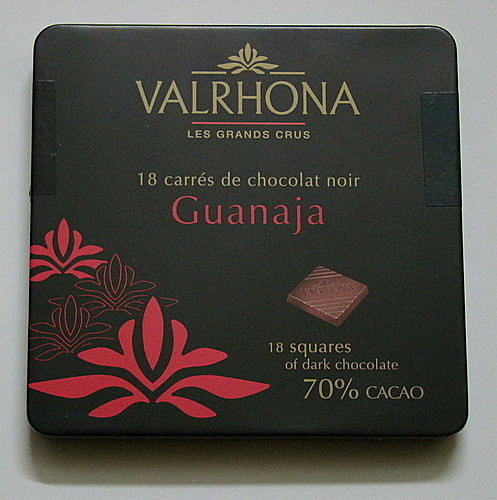 VALRHONA
LES GRANDS CRUS
18 carrés de chocolat noir
Guanaja
VALRHONA
18 squares
of dark chocolate
70% CACAO